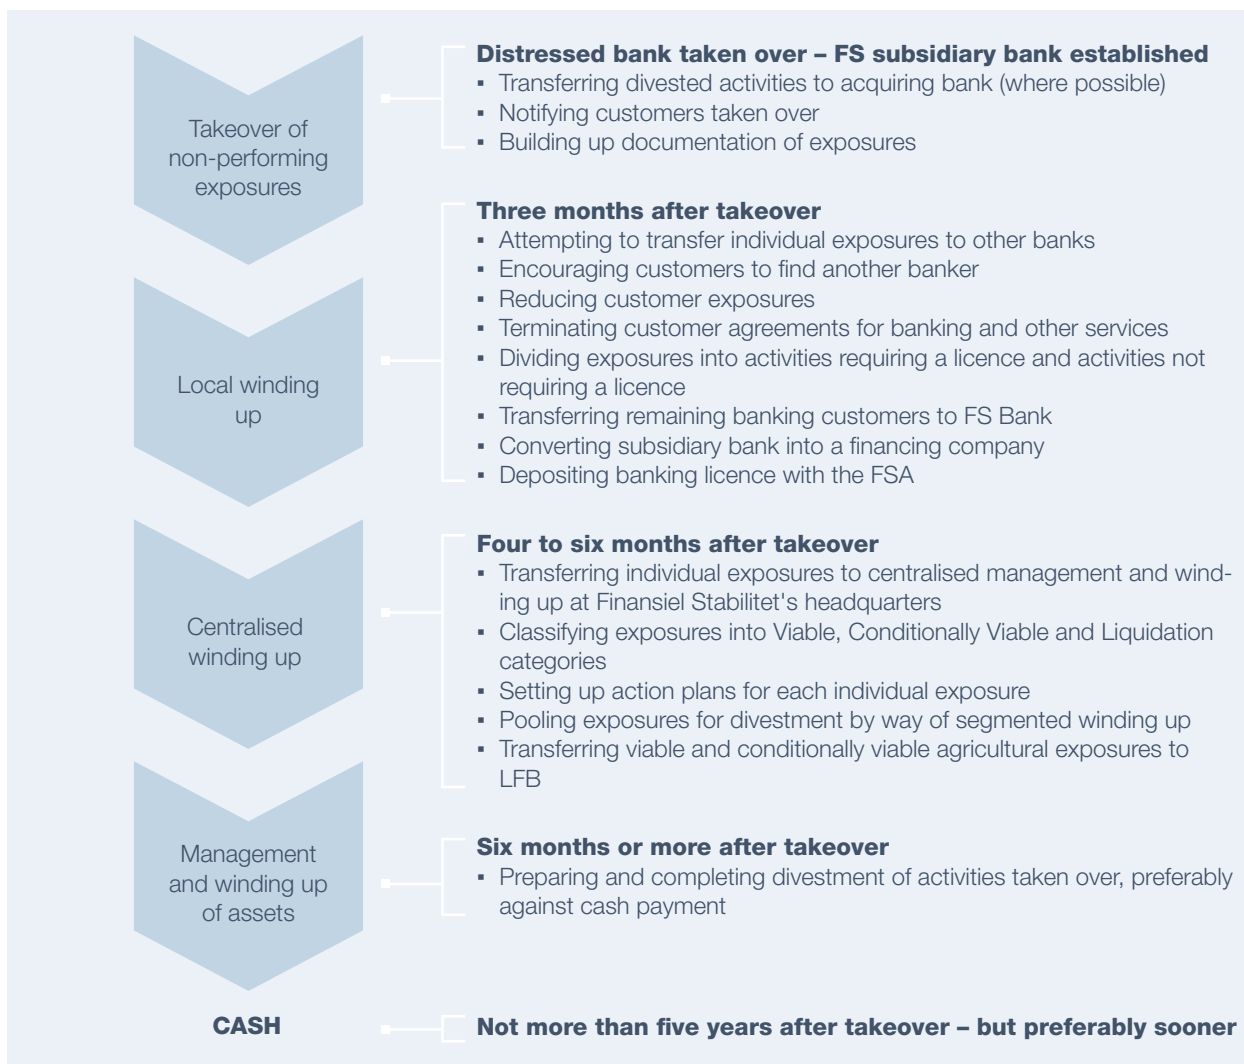 Takeover of
non-performing
exposures
Distressed bank taken over – FS subsidiary bank established
▪ Transferring divested activities to acquiring bank (where possible)
▪ Notifying customers taken over
▪ Building up documentation of exposures
Local winding
up
Three months after takeover
▪ Attempting to transfer individual exposures to other banks
▪ Encouraging customers to find another banker
▪ Reducing customer exposures
▪ Terminating customer agreements for banking and other services
▪ Dividing exposures into activities requiring a licence and activities not
requiring a licence
▪ Transferring remaining banking customers to FS Bank
▪ Converting subsidiary bank into a financing company
▪ Depositing banking licence with the FSA
Centralised
winding up
Four to six months after takeover
▪ Transferring individual exposures to centralised management and wind-
ing up at Finansiel Stabilitet's headquarters
▪ Classifying exposures into Viable, Conditionally Viable and Liquidation
categories
▪ Setting up action plans for each individual exposure
▪ Pooling exposures for divestment by way of segmented winding up
▪ Transferring viable and conditionally viable agricultural exposures to
LFB
Management
and winding up
of assets
Six months or more after takeover
▪ Preparing and completing divestment of activities taken over, preferably
against cash payment
CASH
Not more than five years after takeover – but preferably sooner